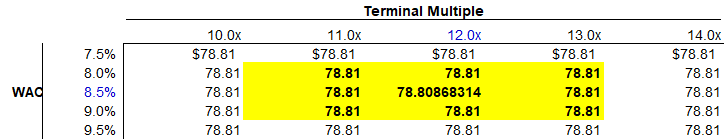 Terminal Multiple
10.0x 11.0x 12.0x 13.0x 14.0x
7.5% $78.81 $78.81 $78.81 $78.81 $78.81
8.0% 78.81 78.81 78.81 78.81 78.81
WAC 8.5% 78.81 78.81 78.80868314 78.81 78.81
9.0% 78.81 78.81 78.81 78.81 78.81
9.5% 78.81 78.81 78.81 78.81 78.81